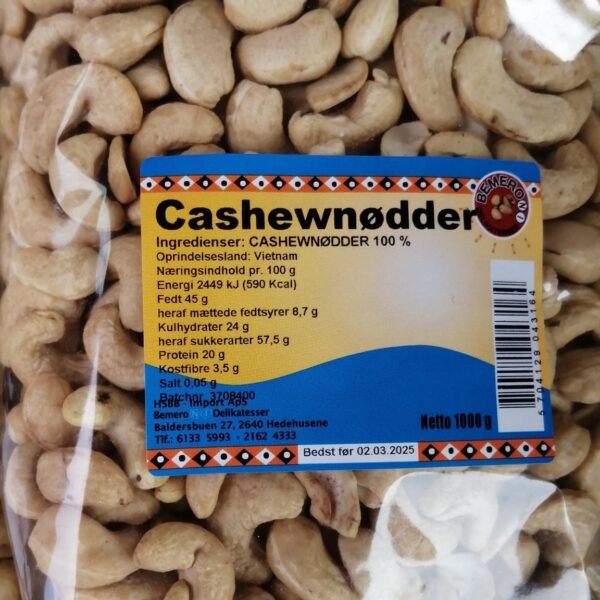 Cashewnødder
BEMERONI
Ingredienser: CASHEWNØDDER 100 %
Oprindelsesland: Vietnam
Næringsindhold pr. 100 g
Energi 2449 kJ (590 Kcal)
Fedt 45 g
heraf mættede fedtsyrer 8,7 g
Kulhydrater 24 g
heraf sukkerarter 57,5 g
Protein 20 g
Kostfibre 3,5 g
Salt 0,05 g
Batchnr. 3708400
HSBB - Import Aps
Bemero Delikatesser
Baldersbuen 27, 2640 Hedehusene
Tlf.: 6133 5993 · 2162 4333
Netto 1000 g
Bedst før 02.03.2025
5 704129 043164